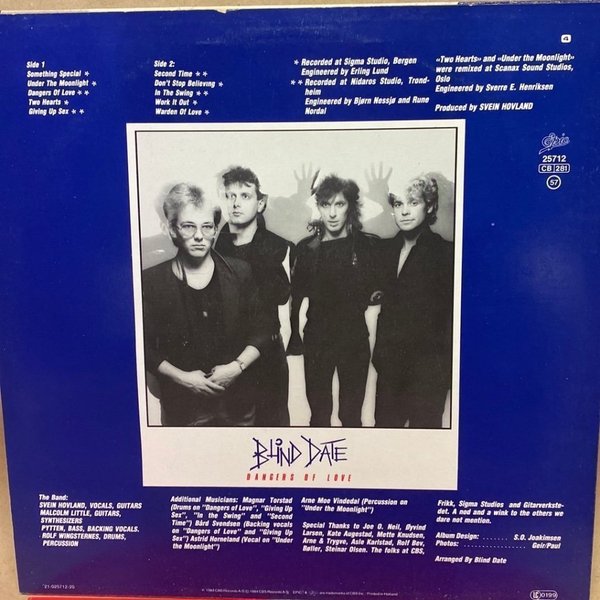 Side 1
Something Special *
Under The Moonlight *
Dangers Of Love **
Two Hearts *
Giving Up Sex **
Side 2:
Second Time **
Don't Stop Believng *
In The Swing **
Work It Out *
Warden Of Love *
* Recorded at Sigma Studio, Bergen
Engineered by Erling Lund
** Recorded at Nidaros Studio, Trond-
heim
Engineered by Bjørn Nessjø and Rune
Nordal
«Two Hearts» and «Under the Moonlight»
were remixed at Scanax Sound Studios,
Oslo
Engineered by Sverre E. Henriksen
Produced by SVEIN HOVLAND
4
Epic
25712
CB 281
57
BLIND DATE
DANGERS OF LOVE
The Band:
SVEIN HOVLAND, VOCALS, GUITARS
MALCOLM LITTLE, GUITARS,
SYNTHESIZERS
PYTTEN, BASS, BACKING VOCALS.
ROLF WINGSTERNES, DRUMS,
PERCUSSION
Additional Musicians: Magnar Torstad
(Drums on "Dangers of Love", "Giving Up
Sex", "In the Swing" and "Second
Time") Bård Svendsen (Backing vocals
on "Dangers of Love" and "Giving Up
Sex") Astrid Horneland (Vocal on "Under
the Moonlight")
Arne Moe Vindedal (Percussion on
"Under the Moonlight")
Special Thanks to Joe O. Neil, Øyvind
Larsen, Kate Augestad, Mette Knudsen,
Arne & Trygve, Asle Karlstad, Rolf Bev,
Bøller, Steinar Olsen. The folks at CBS,
Frikk, Sigma Studios and Gitarverkste-
det. A nod and a wink to the others we
dare not mention.
Album Design: ....... S.O. Joakimsen
Photos: ............... Geir/Paul
Arranged By Blind Date